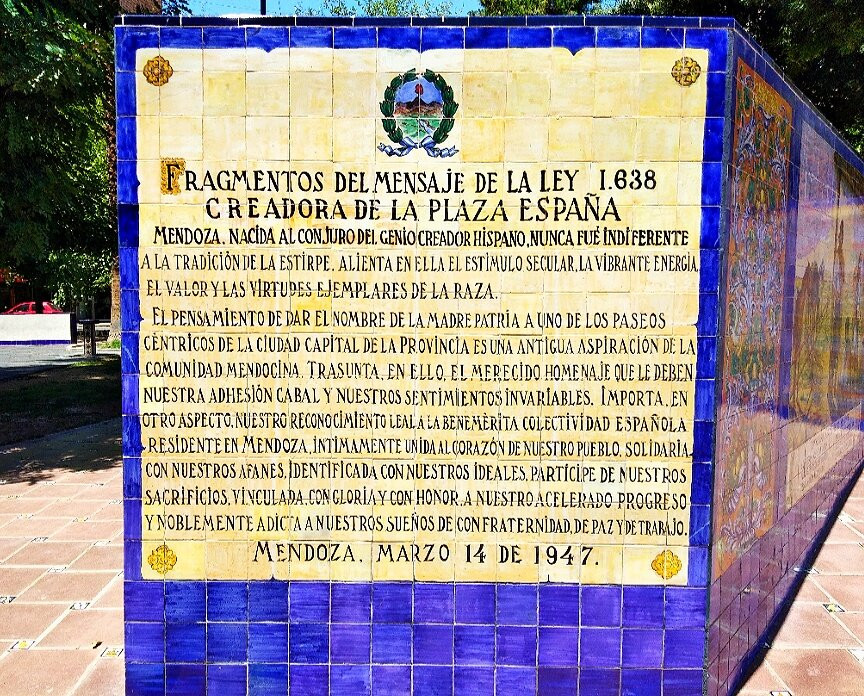 FRAGMENTOS DEL MENSAJE DE LA LEY 1.638
CREADORA DE LA PLAZA ESPAÑA
MENDOZA, NACIDA AL CONJURO DEL GENIO CREADOR HISPANO, NUNCA FUÉ INDIFERENTE
A LA TRADICIÓN DE LA ESTIRPE. ALIENTA EN ELLA EL ESTÍMULO SECULAR, LA VIBRANTE ENERGÍA,
EL VALOR Y LAS VIRTUDES EJEMPLARES DE LA RAZA.
EL PENSAMIENTO DE DAR EL NOMBRE DE LA MADRE PATRIA A UNO DE LOS PASEOS
CÉNTRICOS DE LA CIUDAD CAPITAL DE LA PROVINCIA ES UNA ANTIGUA ASPIRACIÓN DE LA
COMUNIDAD MENDOCINA. TRASUNTA, EN ELLO, EL MERECIDO HOMENAJE QUE LE DEBEN
NUESTRA ADHESIÓN CABAL Y NUESTROS SENTIMIENTOS INVARIABLES. IMPORTA, EN
OTRO ASPECTO, NUESTRO RECONOCIMIENTO LEAL A LA BENEMÈRITA COLECTIVIDAD ESPAÑOLA
RESIDENTE EN MENDOZA, ÍNTIMAMENTE UNIDA AL CORAZÓN DE NUESTRO PUEBLO, SOLIDARIA
CON NUESTROS AFANES, IDENTIFICADA CON NUESTROS IDEALES, PARTÍCIPE DE NUESTROS
SACRIFICIOS, VINCULADA, CON GLORIA Y CON HONOR, A NUESTRO ACELERADO PROGRESO
Y NOBLEMENTE ADICTA A NUESTROS SUEÑOS DE CONFRATERNIDAD, DE PAZ Y DE TRABAJO.
MENDOZA, MARZO 14 DE 1947.